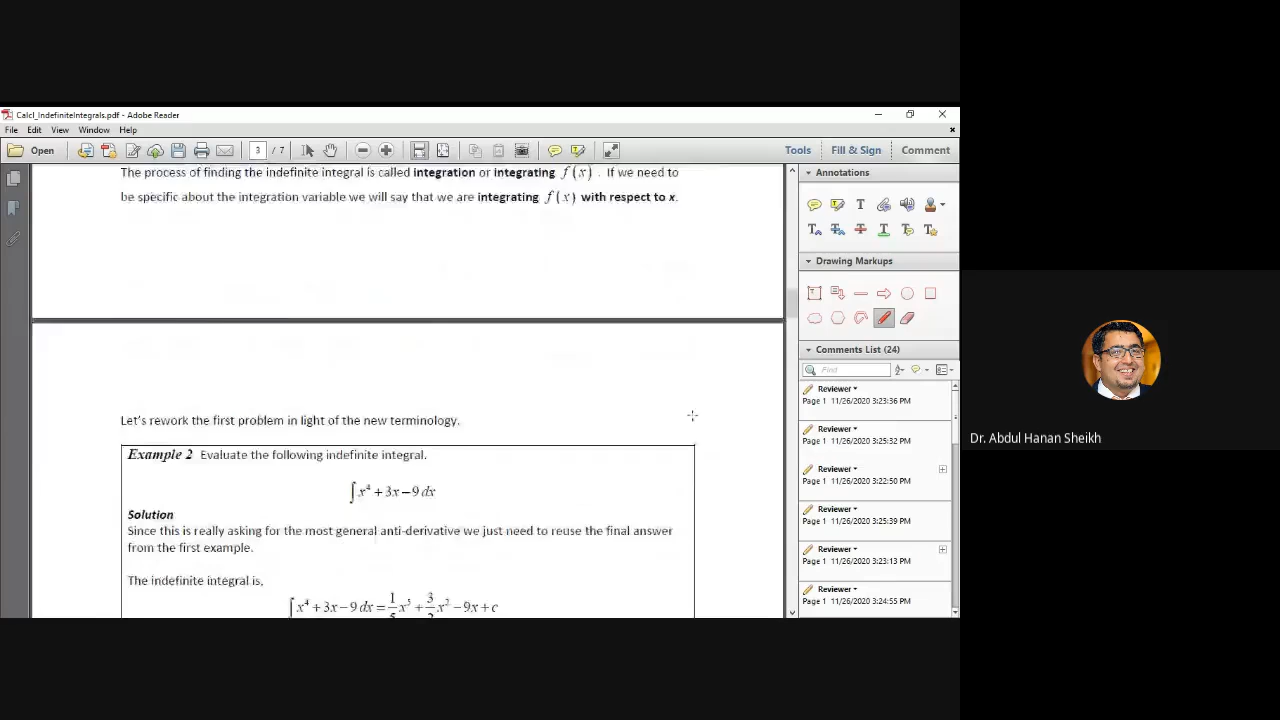 CalcI_IndefiniteIntegrals.pdf - Adobe Reader
File Edit View Window Help
Open 3 / 7 Tools Fill & Sign Comment
The process of finding the indefinite integral is called integration or integrating f(x) . If we need to
be specific about the integration variable we will say that we are integrating f(x) with respect to x.
Let's rework the first problem in light of the new terminology.
Example 2 Evaluate the following indefinite integral.
∫ x⁴ + 3x − 9 dx
Solution
Since this is really asking for the most general anti-derivative we just need to reuse the final answer
from the first example.
The indefinite integral is,
∫ x⁴ + 3x − 9 dx = 1/5 x⁵ + 3/2 x² − 9x + c
Annotations
Drawing Markups
Comments List (24)
Find
Reviewer
Page 1 11/26/2020 3:23:36 PM
Reviewer
Page 1 11/26/2020 3:25:32 PM
Reviewer
Page 1 11/26/2020 3:22:50 PM
Reviewer
Page 1 11/26/2020 3:25:39 PM
Reviewer
Page 1 11/26/2020 3:23:13 PM
Reviewer
Page 1 11/26/2020 3:24:55 PM
Dr. Abdul Hanan Sheikh